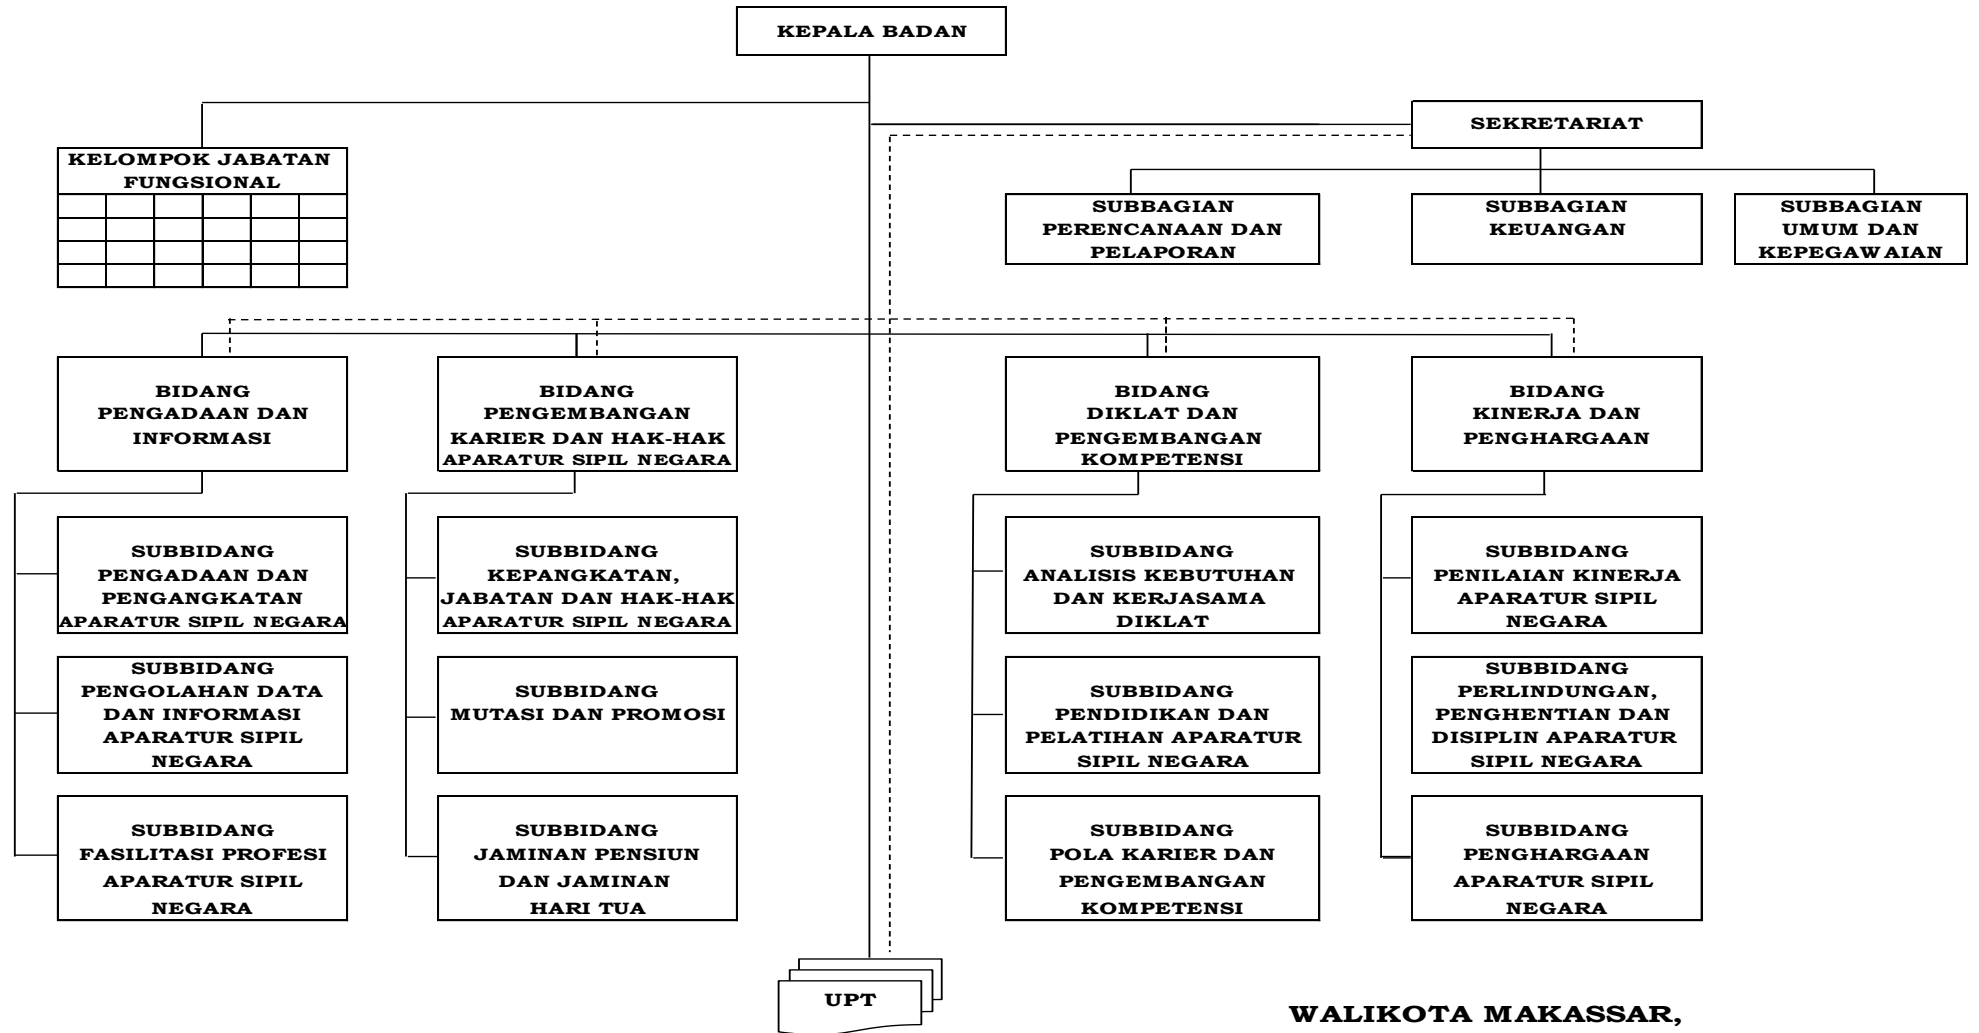 KEPALA BADAN
SEKRETARIAT
KELOMPOK JABATAN
FUNGSIONAL
SUBBAGIAN
PERENCANAAN DAN
PELAPORAN
SUBBAGIAN
KEUANGAN
SUBBAGIAN
UMUM DAN
KEPEGAWAIAN
BIDANG
PENGADAAN DAN
INFORMASI
BIDANG
PENGEMBANGAN
KARIER DAN HAK-HAK
APARATUR SIPIL NEGARA
BIDANG
DIKLAT DAN
PENGEMBANGAN
KOMPETENSI
BIDANG
KINERJA DAN
PENGHARGAAN
SUBBIDANG
PENGADAAN DAN
PENGANGKATAN
APARATUR SIPIL NEGARA
SUBBIDANG
KEPANGKATAN,
JABATAN DAN HAK-HAK
APARATUR SIPIL NEGARA
SUBBIDANG
ANALISIS KEBUTUHAN
DAN KERJASAMA
DIKLAT
SUBBIDANG
PENILAIAN KINERJA
APARATUR SIPIL
NEGARA
SUBBIDANG
PENGOLAHAN DATA
DAN INFORMASI
APARATUR SIPIL
NEGARA
SUBBIDANG
MUTASI DAN PROMOSI
SUBBIDANG
PENDIDIKAN DAN
PELATIHAN APARATUR
SIPIL NEGARA
SUBBIDANG
PERLINDUNGAN,
PENGHENTIAN DAN
DISIPLIN APARATUR
SIPIL NEGARA
SUBBIDANG
FASILITASI PROFESI
APARATUR SIPIL
NEGARA
SUBBIDANG
JAMINAN PENSIUN
DAN JAMINAN
HARI TUA
SUBBIDANG
POLA KARIER DAN
PENGEMBANGAN
KOMPETENSI
SUBBIDANG
PENGHARGAAN
APARATUR SIPIL
NEGARA
UPT
WALIKOTA MAKASSAR,